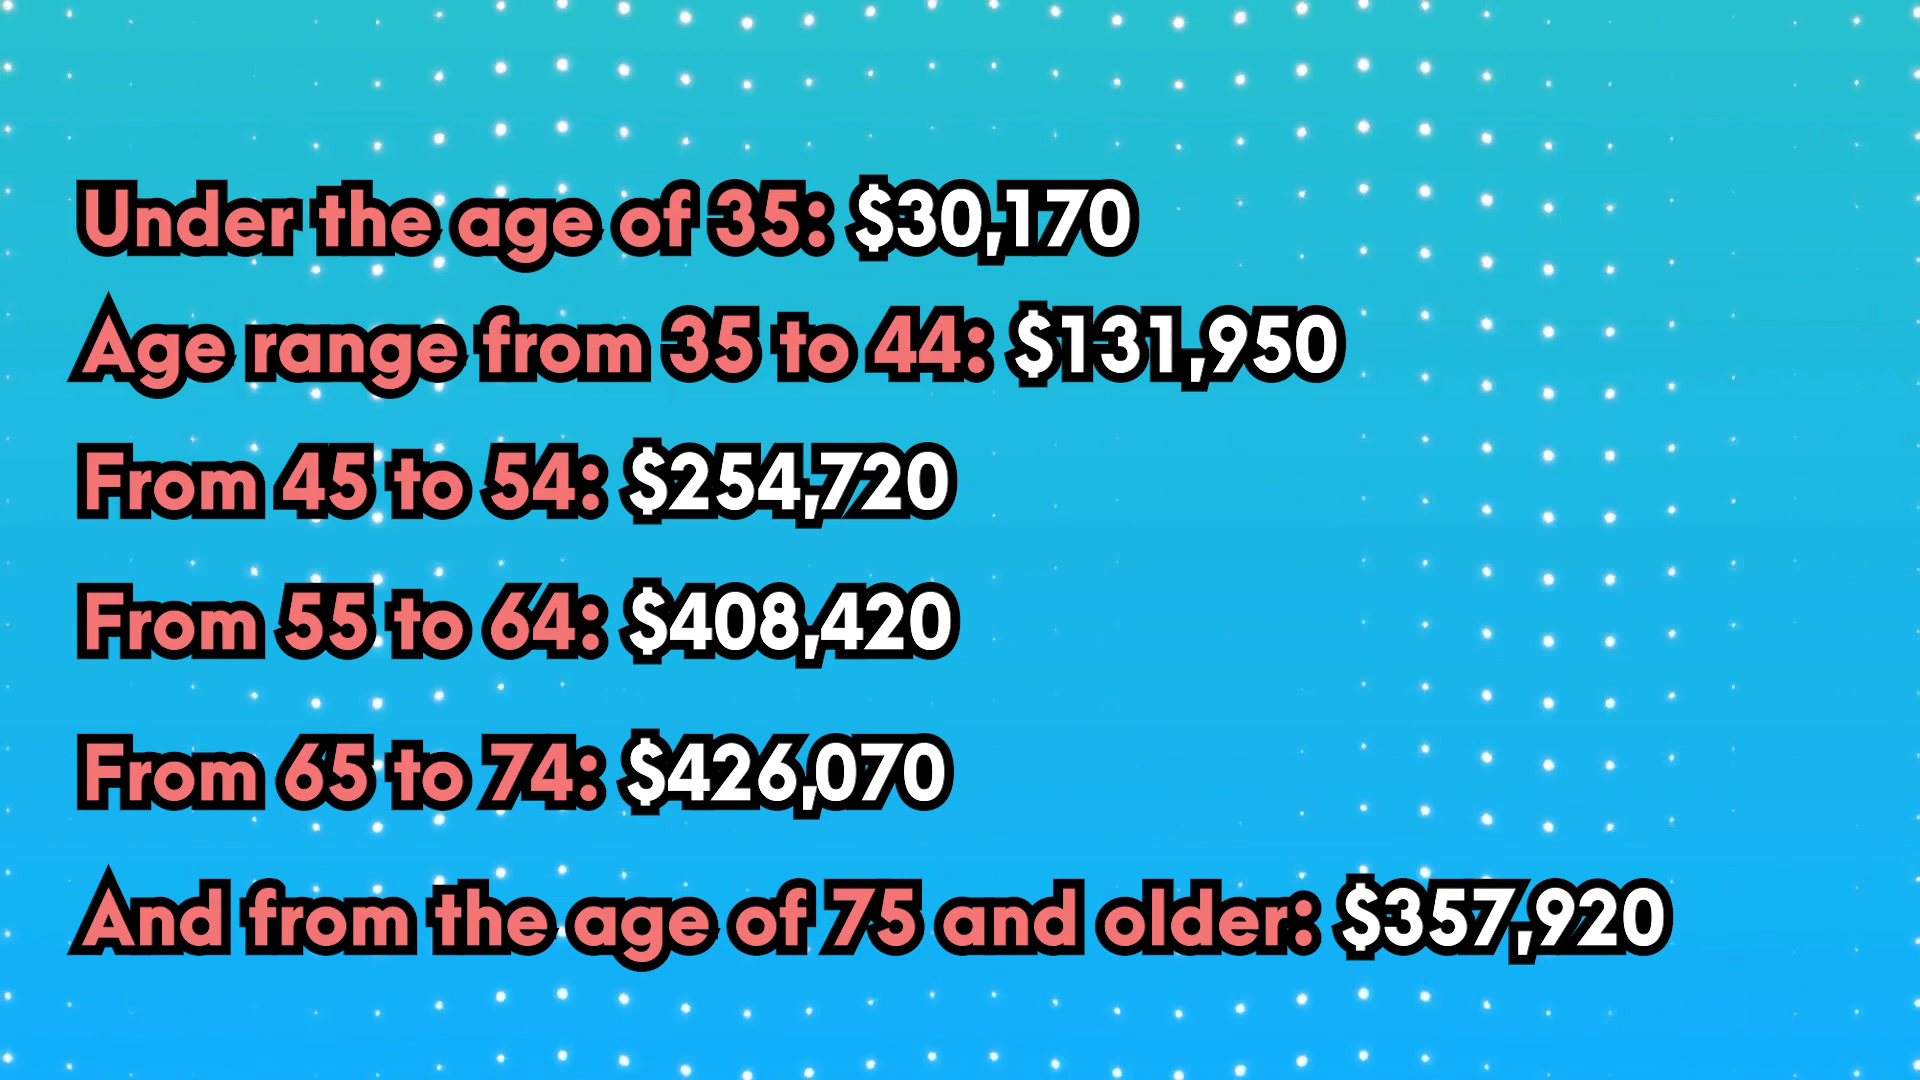 Under the age of 35: $30,170
Age range from 35 to 44: $131,950
From 45 to 54: $254,720
From 55 to 64: $408,420
From 65 to 74: $426,070
And from the age of 75 and older: $357,920